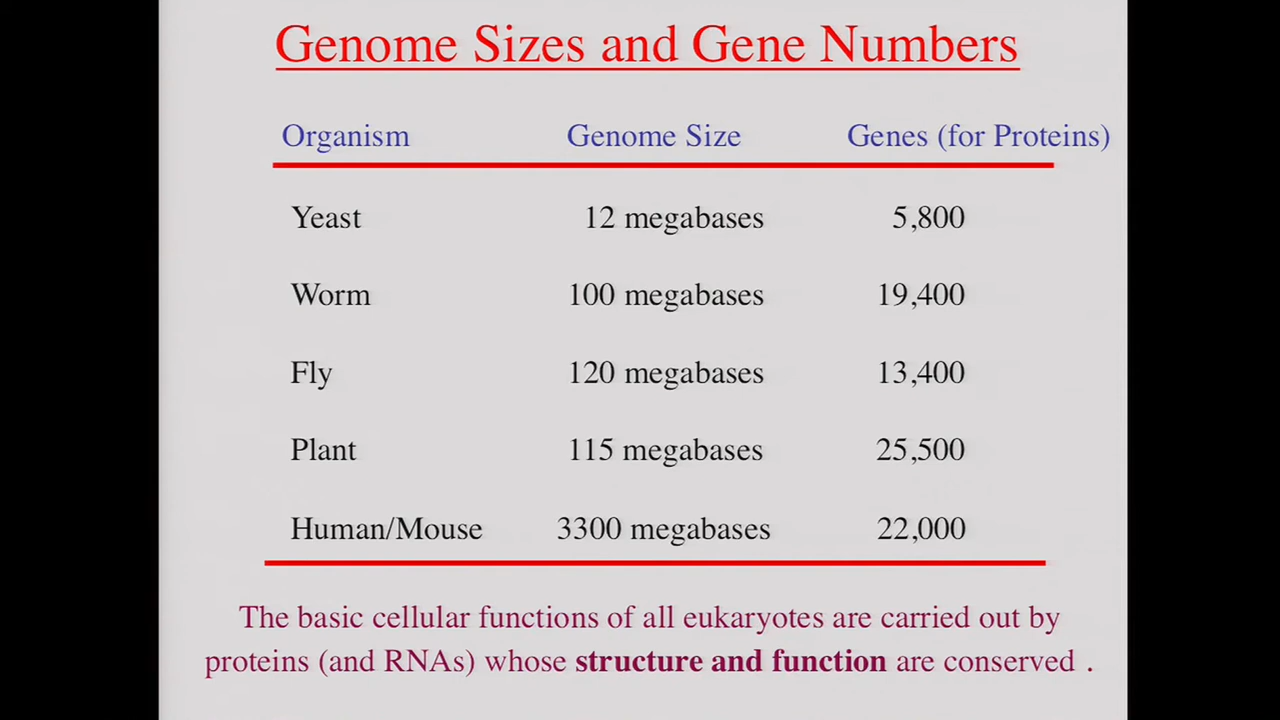 Genome Sizes and Gene Numbers
Organism Genome Size Genes (for Proteins)
Yeast 12 megabases 5,800
Worm 100 megabases 19,400
Fly 120 megabases 13,400
Plant 115 megabases 25,500
Human/Mouse 3300 megabases 22,000
The basic cellular functions of all eukaryotes are carried out by
proteins (and RNAs) whose structure and function are conserved .